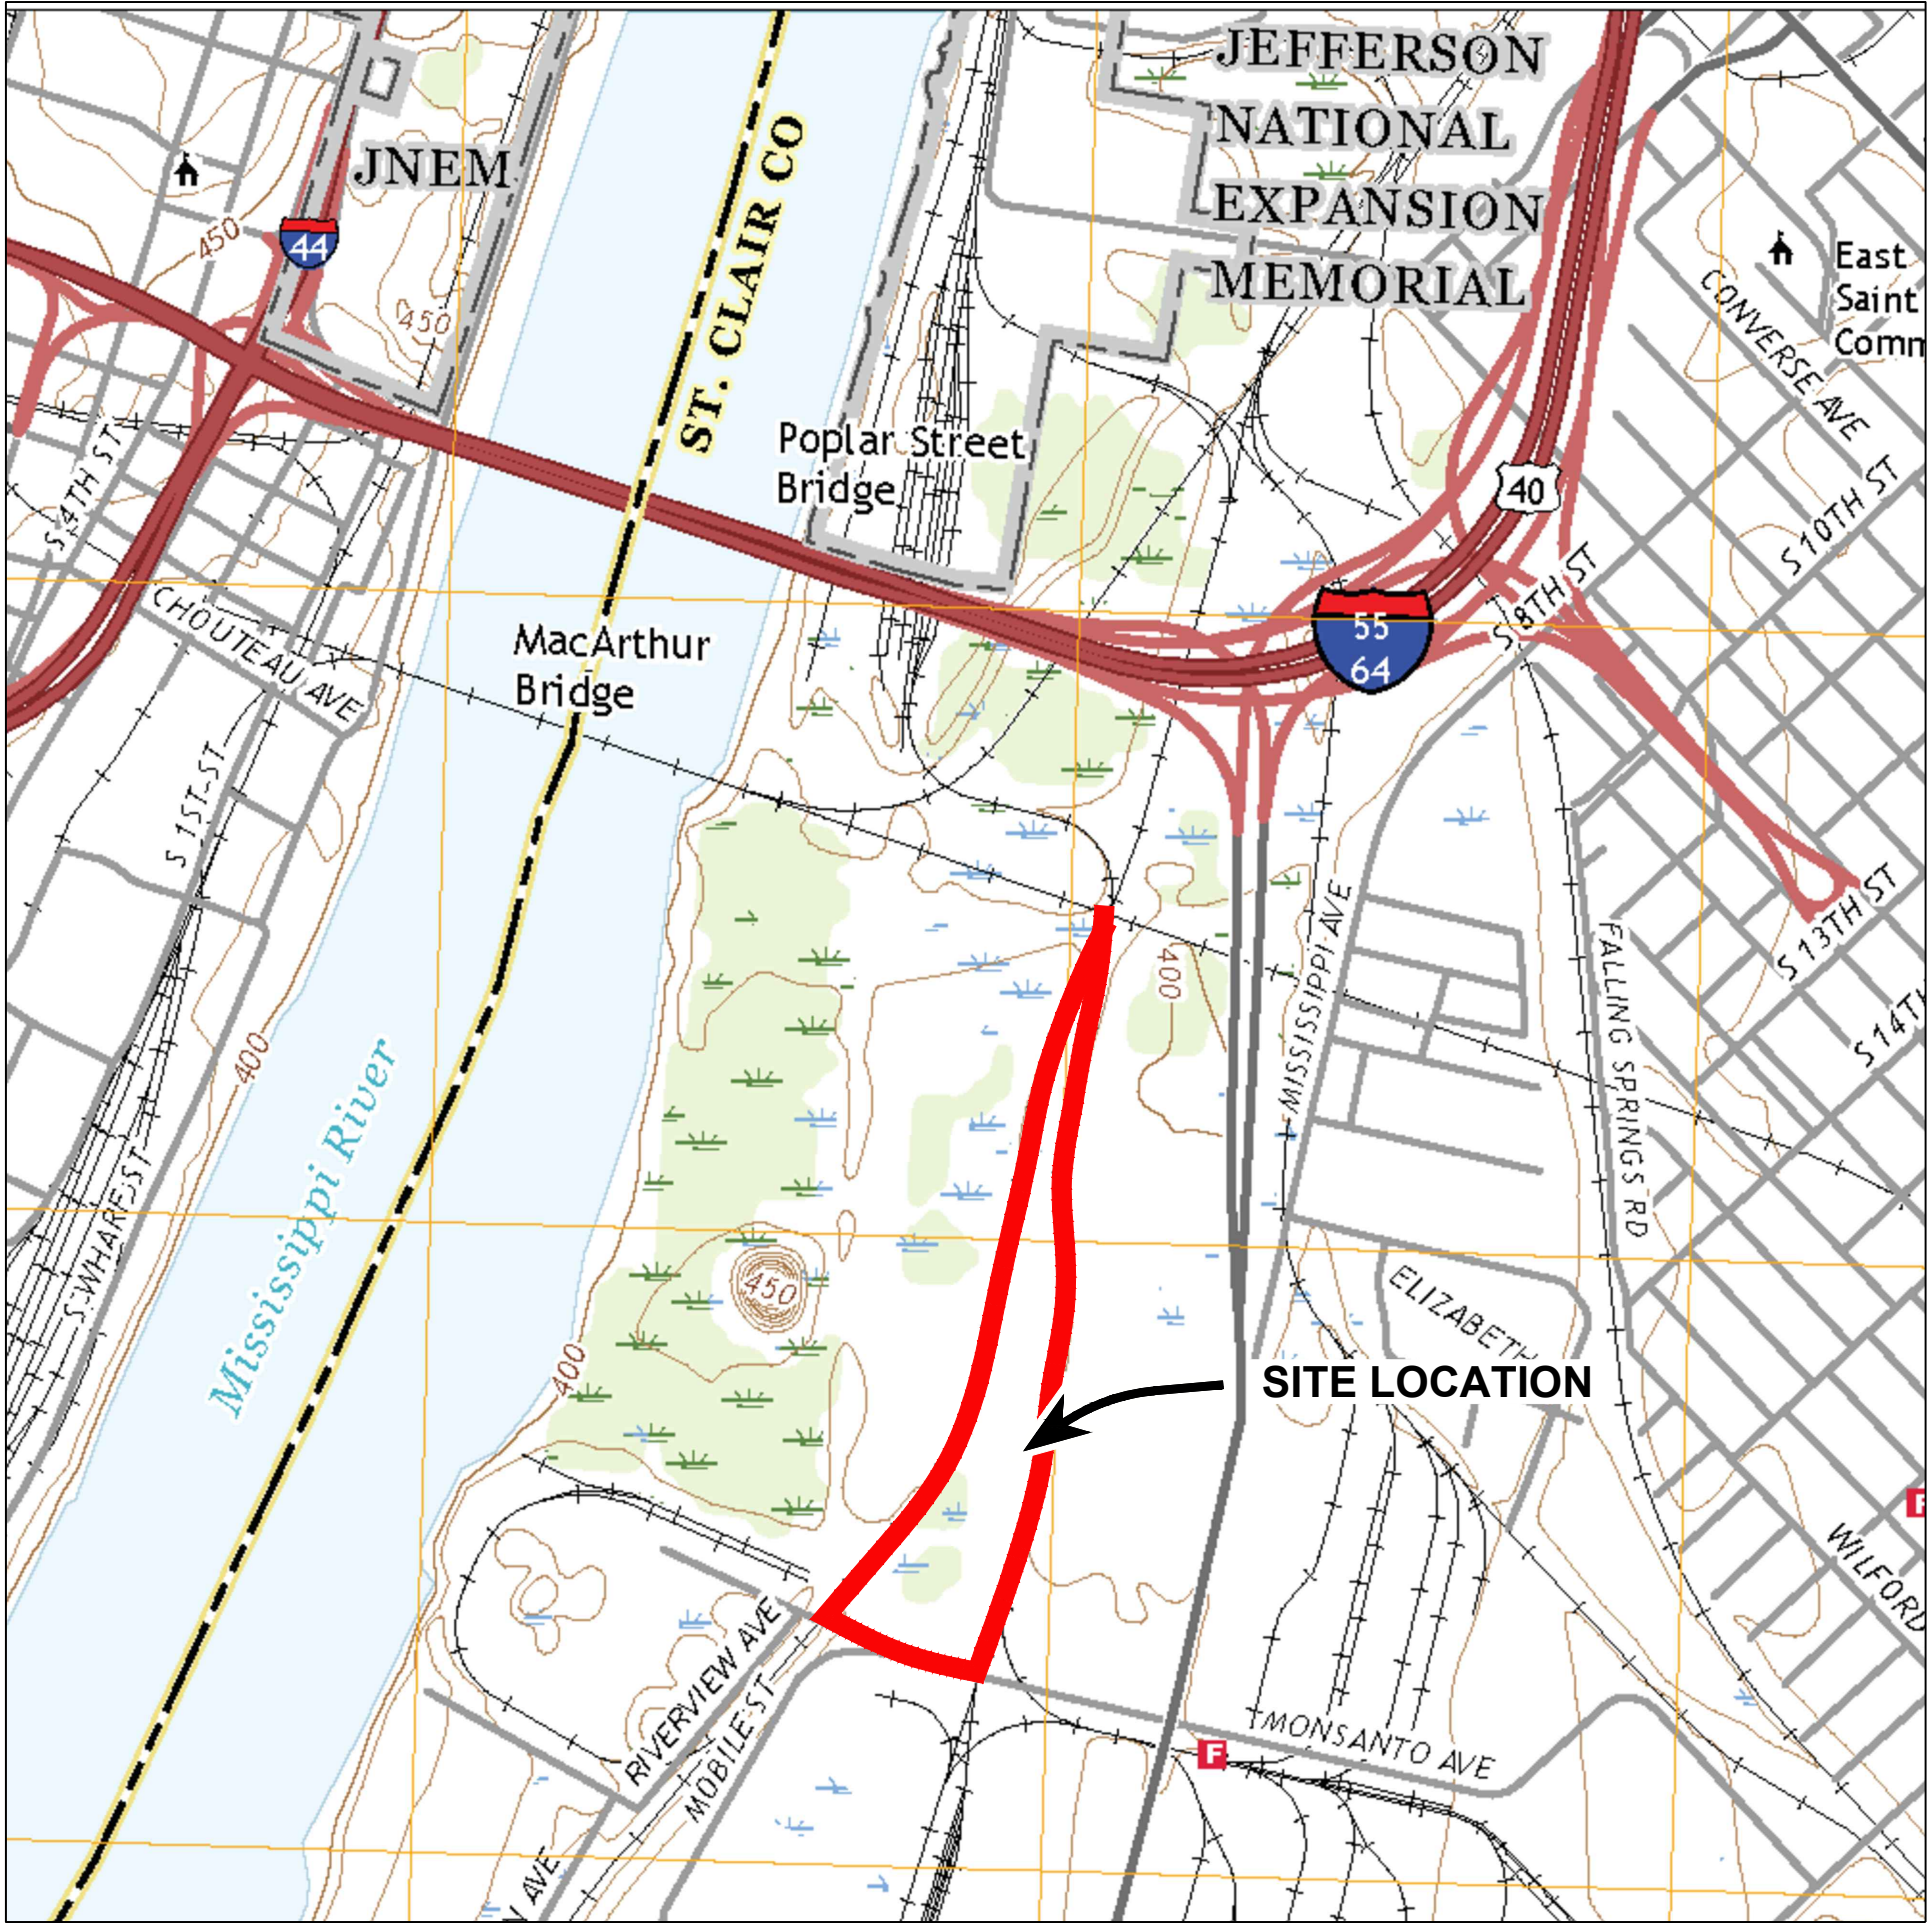 JEFFERSON
NATIONAL
EXPANSION
MEMORIAL
JNEM
44
450
450
ST. CLAIR CO
East
Saint
Comm
CONVERSE AVE
Poplar Street
Bridge
40
S 10TH ST
S 4TH ST
S 8TH ST
55
64
CHOUTEAU AVE
MacArthur
Bridge
S 1ST ST
MISSISSIPPI AVE
FALLING SPRINGS RD
S 13TH ST
S 14TH
400
400
Mississippi River
S WHARF ST
450
ELIZABETH
400
SITE LOCATION
F
WILFORD
RIVERVIEW AVE
MOBILE ST
MONSANTO AVE
F
N AVE